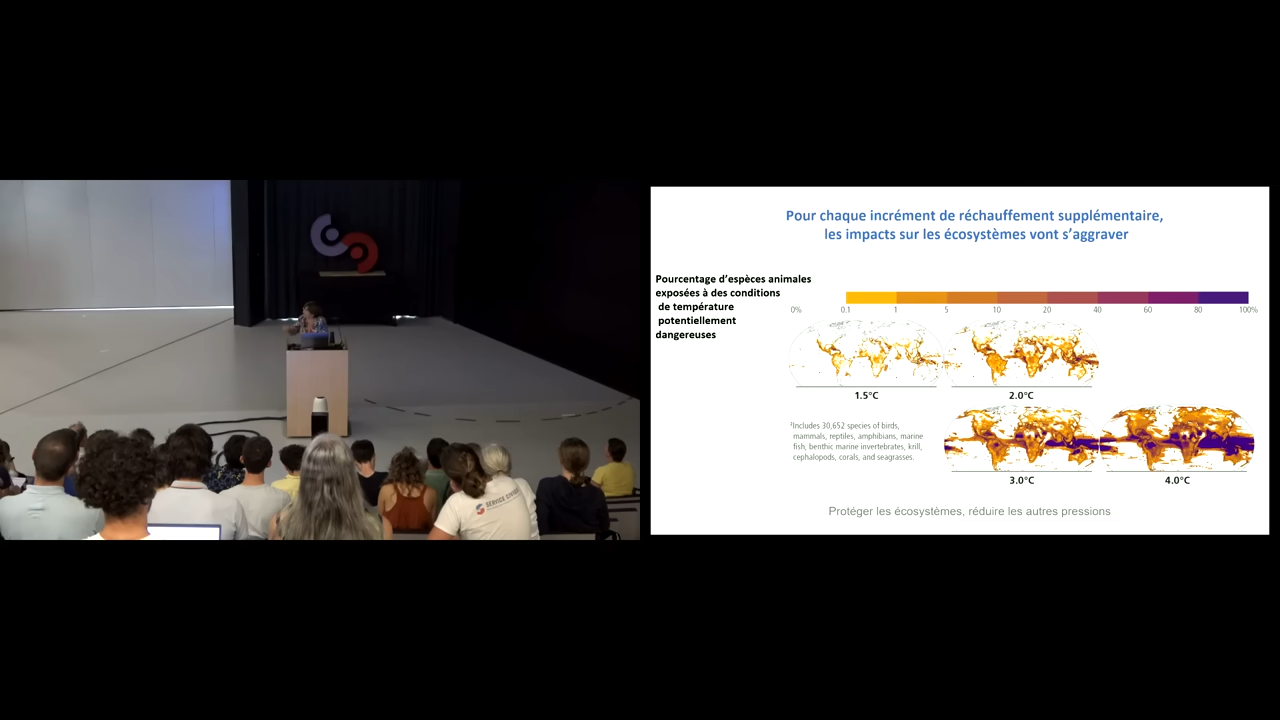 Pour chaque incrément de réchauffement supplémentaire,
les impacts sur les écosystèmes vont s'aggraver
Pourcentage d'espèces animales
exposées à des conditions
de température
potentiellement
dangereuses
0% 0.1 1 5 10 20 40 60 80 100%
1.5°C
2.0°C
²Includes 30,652 species of birds,
mammals, reptiles, amphibians, marine
fish, benthic marine invertebrates, krill,
cephalopods, corals, and seagrasses.
3.0°C
4.0°C
Protéger les écosystèmes, réduire les autres pressions
SERVICE